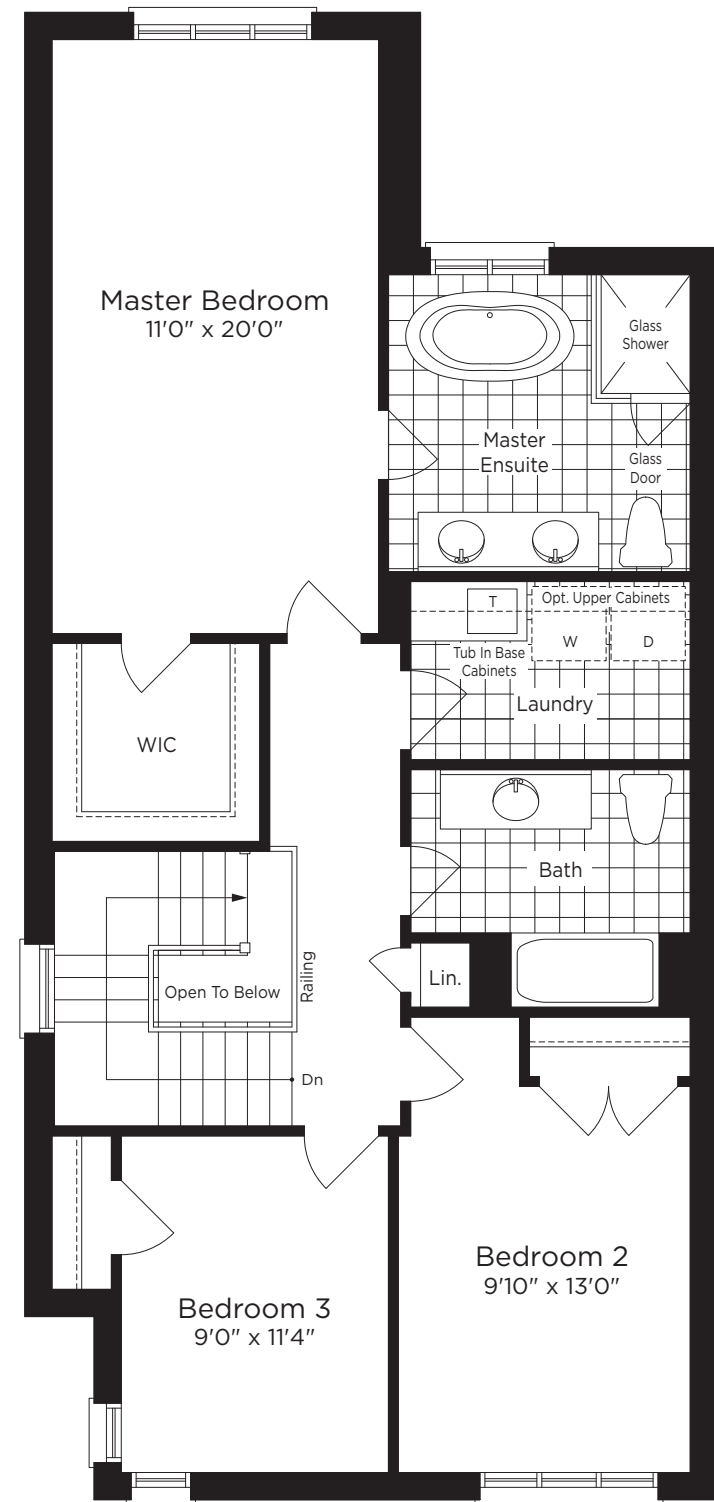 Master Bedroom
11'0" x 20'0"
Glass
Shower
Master
Ensuite
Glass
Door
T
Opt. Upper Cabinets
W
D
Tub In Base
Cabinets
Laundry
WIC
Bath
Lin.
Railing
Open To Below
Dn
Bedroom 2
9'10" x 13'0"
Bedroom 3
9'0" x 11'4"